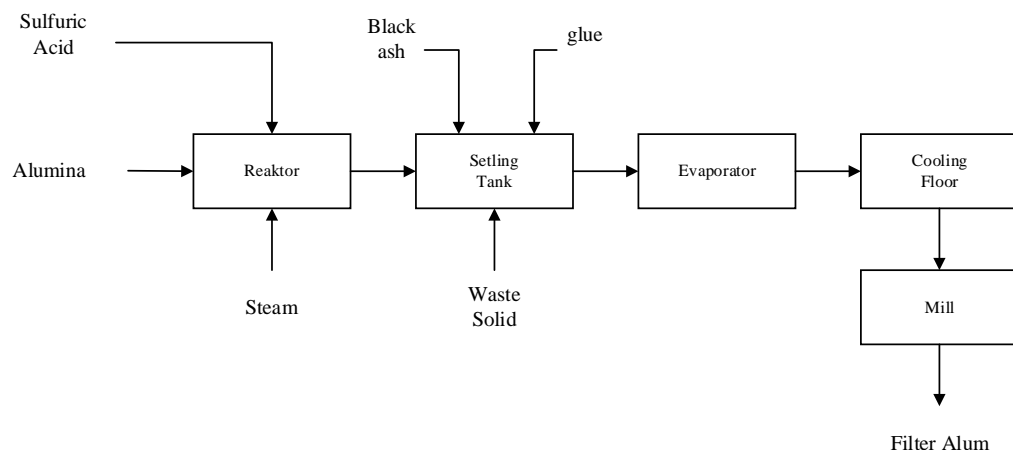 Sulfuric
Acid
Black
ash
glue
Alumina
Reaktor
Setling
Tank
Evaporator
Cooling
Floor
Steam
Waste
Solid
Mill
Filter Alum